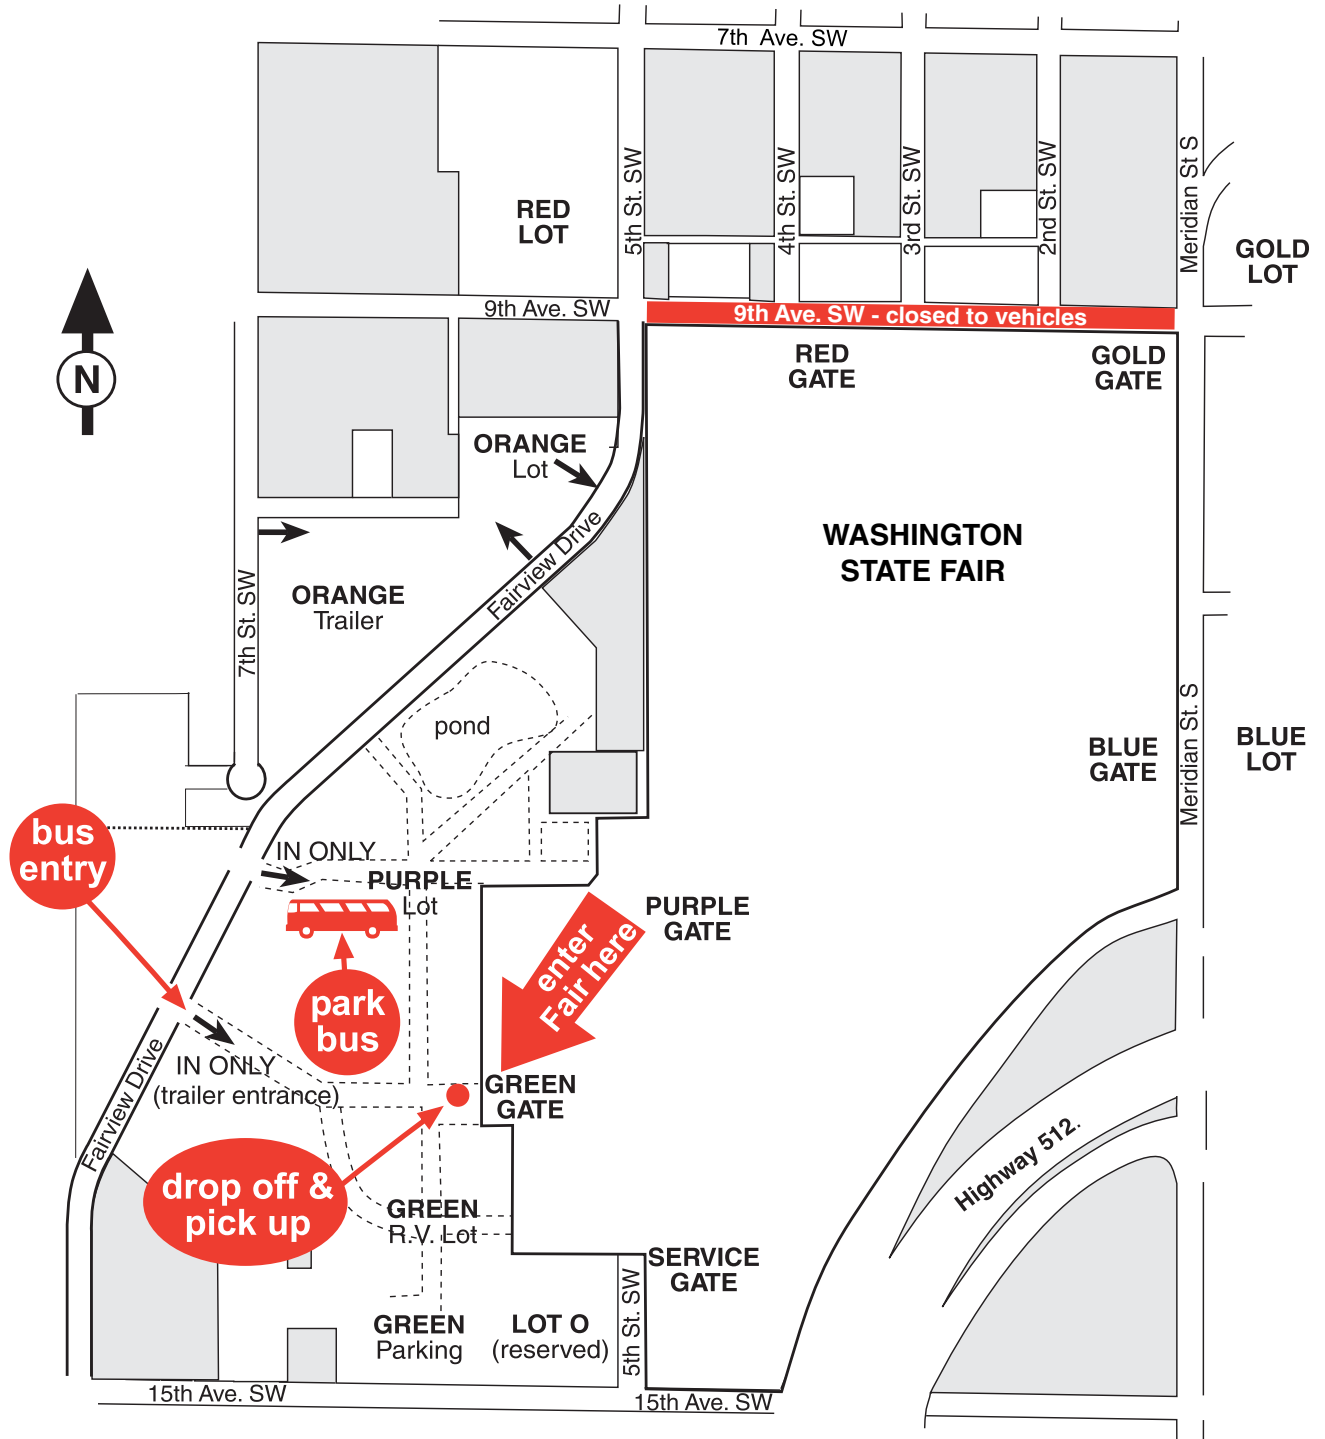 7th Ave. SW
5th St. SW
4th St. SW
3rd St. SW
2nd St. SW
Meridian St S
RED
LOT
GOLD
LOT
9th Ave. SW
9th Ave. SW - closed to vehicles
RED
GATE
GOLD
GATE
N
ORANGE
Lot
Fairview Drive
WASHINGTON
STATE FAIR
7th St. SW
ORANGE
Trailer
pond
BLUE
GATE
Meridian St. S
BLUE
LOT
bus
entry
IN ONLY
PURPLE
Lot
PURPLE
GATE
enter
Fair here
park
bus
IN ONLY
(trailer entrance)
Fairview Drive
GREEN
GATE
Highway 512.
drop off &
pick up
GREEN
R.V. Lot
SERVICE
GATE
GREEN
Parking
LOT O
(reserved)
5th St. SW
15th Ave. SW
15th Ave. SW